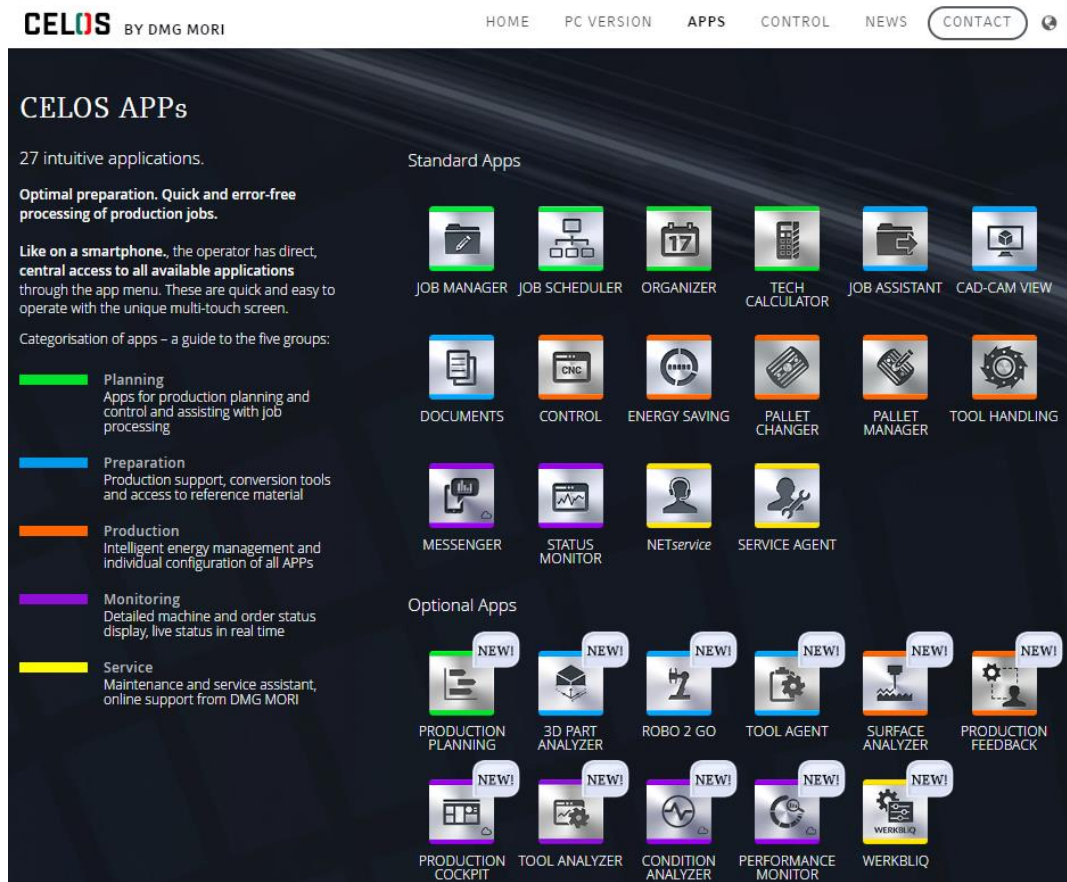 CELOS BY DMG MORI
HOME PC VERSION APPS CONTROL NEWS CONTACT
CELOS APPs
27 intuitive applications.
Optimal preparation. Quick and error-free
processing of production jobs.
Like on a smartphone., the operator has direct,
central access to all available applications
through the app menu. These are quick and easy to
operate with the unique multi-touch screen.
Categorisation of apps – a guide to the five groups:
Planning
Apps for production planning and
control and assisting with job
processing
Preparation
Production support, conversion tools
and access to reference material
Production
Intelligent energy management and
individual configuration of all APPs
Monitoring
Detailed machine and order status
display, live status in real time
Service
Maintenance and service assistant,
online support from DMG MORI
Standard Apps
17
JOB MANAGER JOB SCHEDULER ORGANIZER TECH
CALCULATOR JOB ASSISTANT CAD-CAM VIEW
CNC
DOCUMENTS CONTROL ENERGY SAVING PALLET
CHANGER PALLET
MANAGER TOOL HANDLING
MESSENGER STATUS
MONITOR NETservice SERVICE AGENT
Optional Apps
NEW! NEW! NEW! NEW! NEW! NEW!
PRODUCTION
PLANNING 3D PART
ANALYZER ROBO 2 GO TOOL AGENT SURFACE
ANALYZER PRODUCTION
FEEDBACK
NEW! NEW! NEW! NEW! NEW!
WERKBLiQ
PRODUCTION
COCKPIT TOOL ANALYZER CONDITION
ANALYZER PERFORMANCE
MONITOR WERKBLIQ